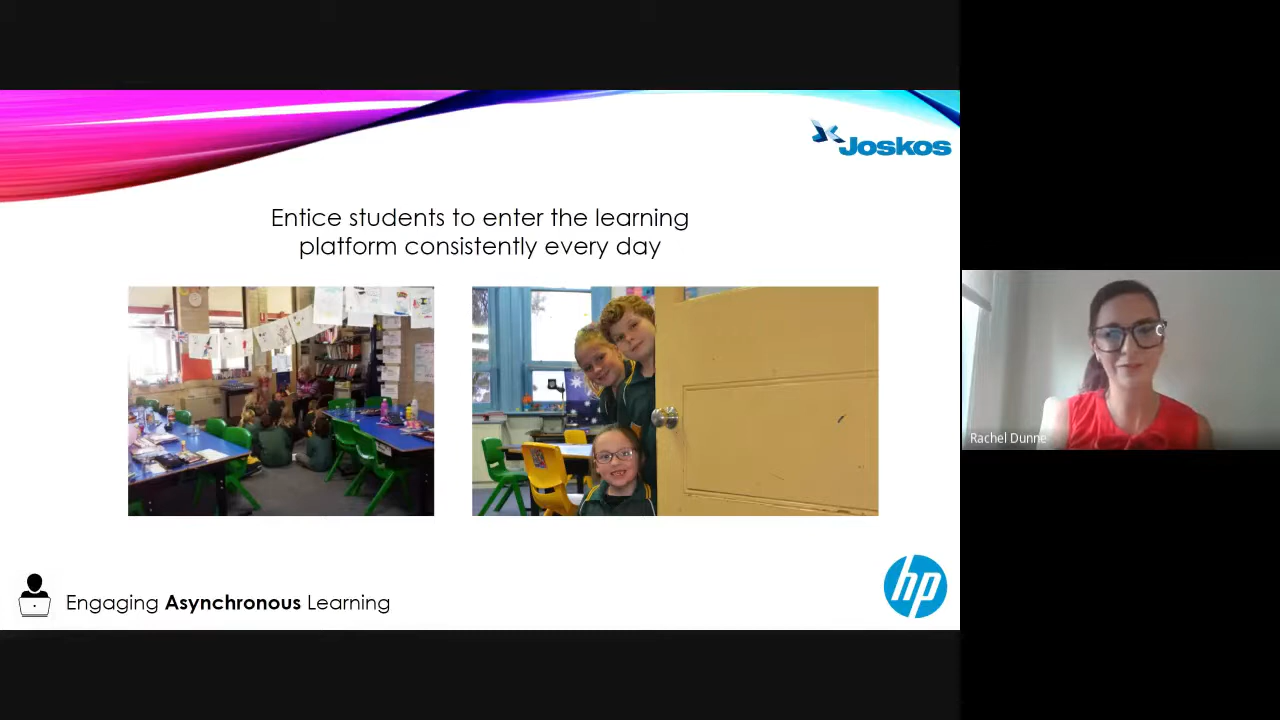 Joskos
Entice students to enter the learning
platform consistently every day
Rachel Dunne
Engaging Asynchronous Learning
hp